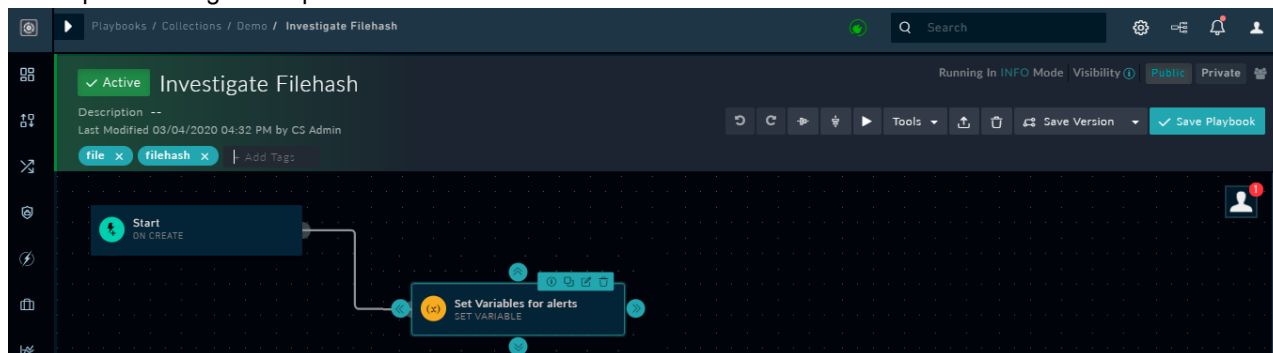 Playbooks / Collections / Demo / Investigate Filehash
Search
Active Investigate Filehash
Running In INFO Mode Visibility Public Private
Description --
Last Modified 03/04/2020 04:32 PM by CS Admin
Tools Save Version Save Playbook
file x filehash x + Add Tags
1
Start
ON CREATE
(x) Set Variables for alerts
SET VARIABLE